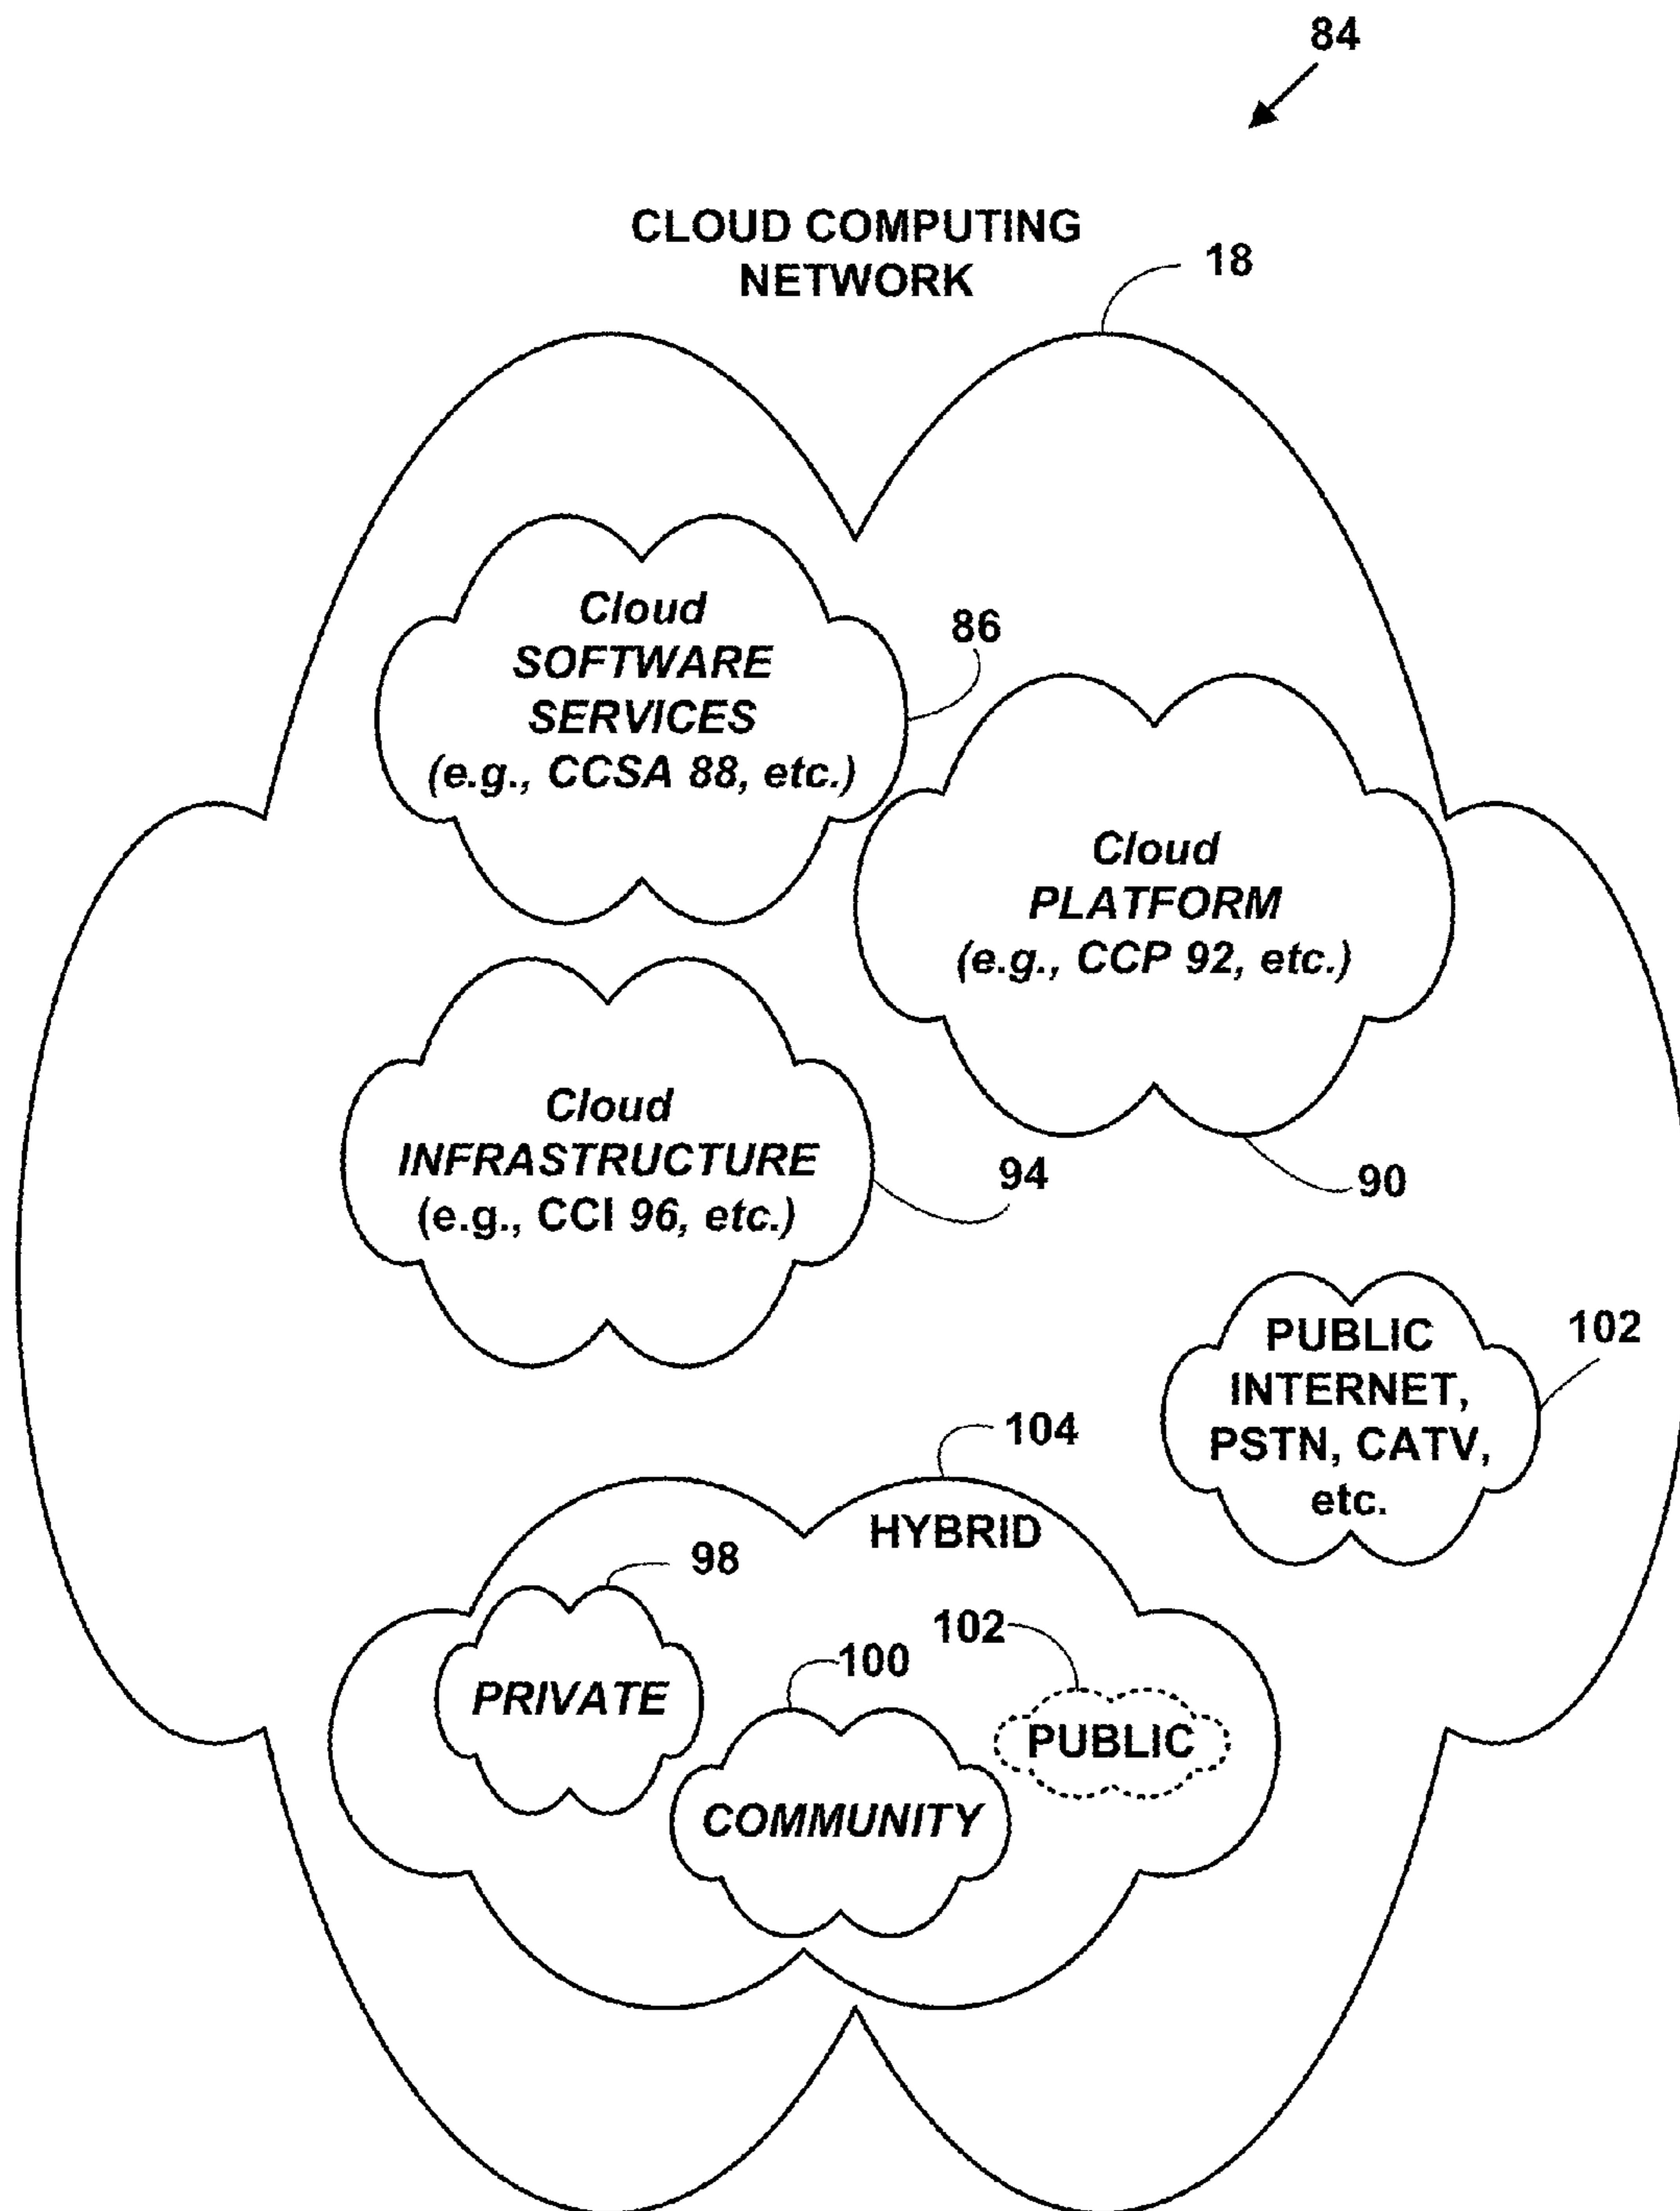 84
CLOUD COMPUTING
NETWORK
18
Cloud
SOFTWARE
SERVICES
(e.g., CCSA 88, etc.)
86
Cloud
PLATFORM
(e.g., CCP 92, etc.)
90
Cloud
INFRASTRUCTURE
(e.g., CCI 96, etc.)
94
PUBLIC
INTERNET,
PSTN, CATV,
etc.
102
104
HYBRID
98
PRIVATE
100
COMMUNITY
102
PUBLIC